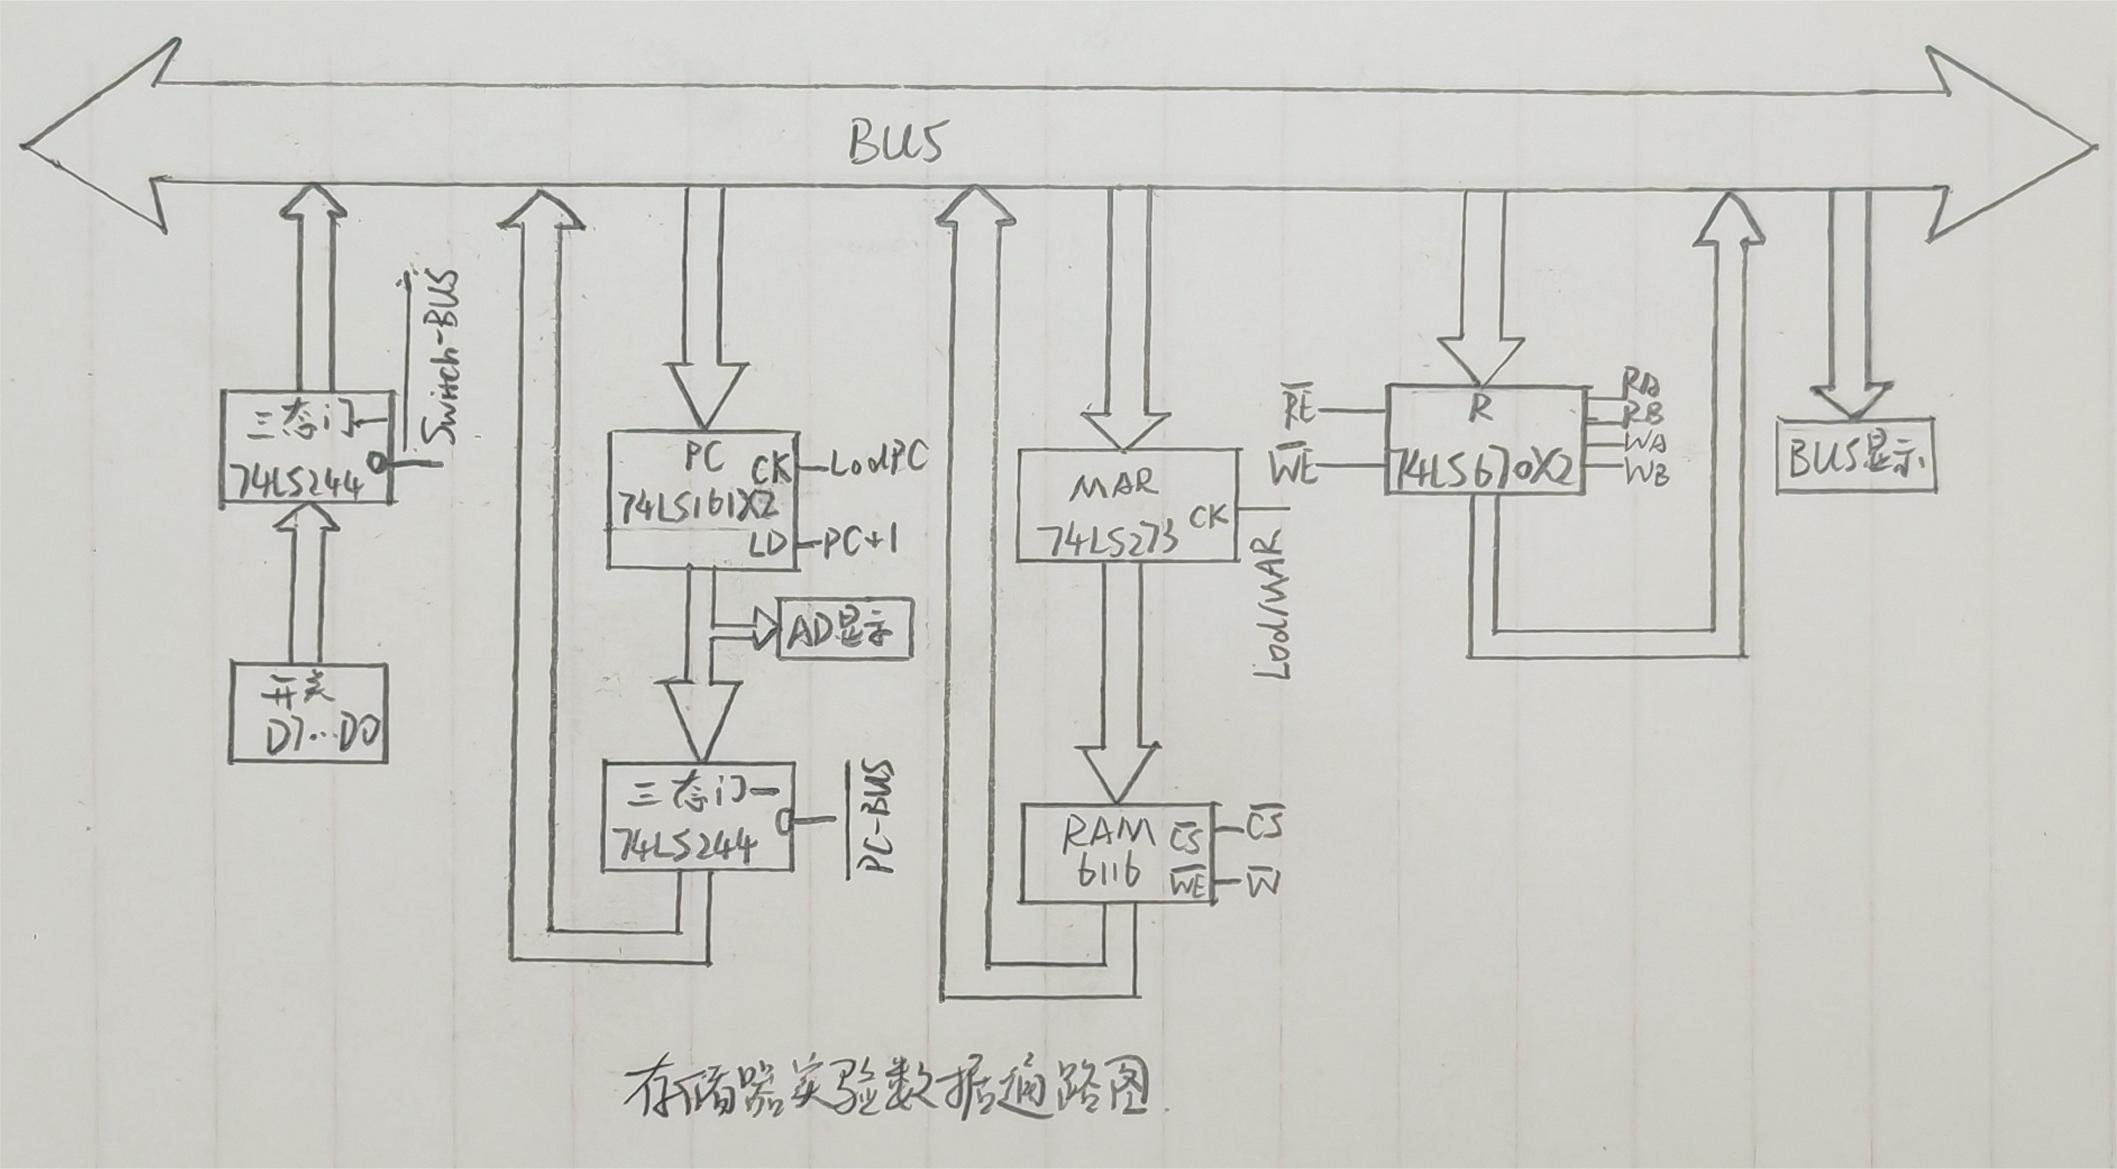 BUS
Switch-BUS
三态门
74LS244
开关
D7...D0
PC
CK
LodPC
74LS161X2
LD
PC+1
AD显示
三态门
74LS244
PC-BUS
MAR
74LS273
CK
LodMAR
RAM
6116
CS
CS
WE
W
RE
WE
R
74LS670X2
RA
RB
WA
WB
BUS显示
存储器实验数据通路图